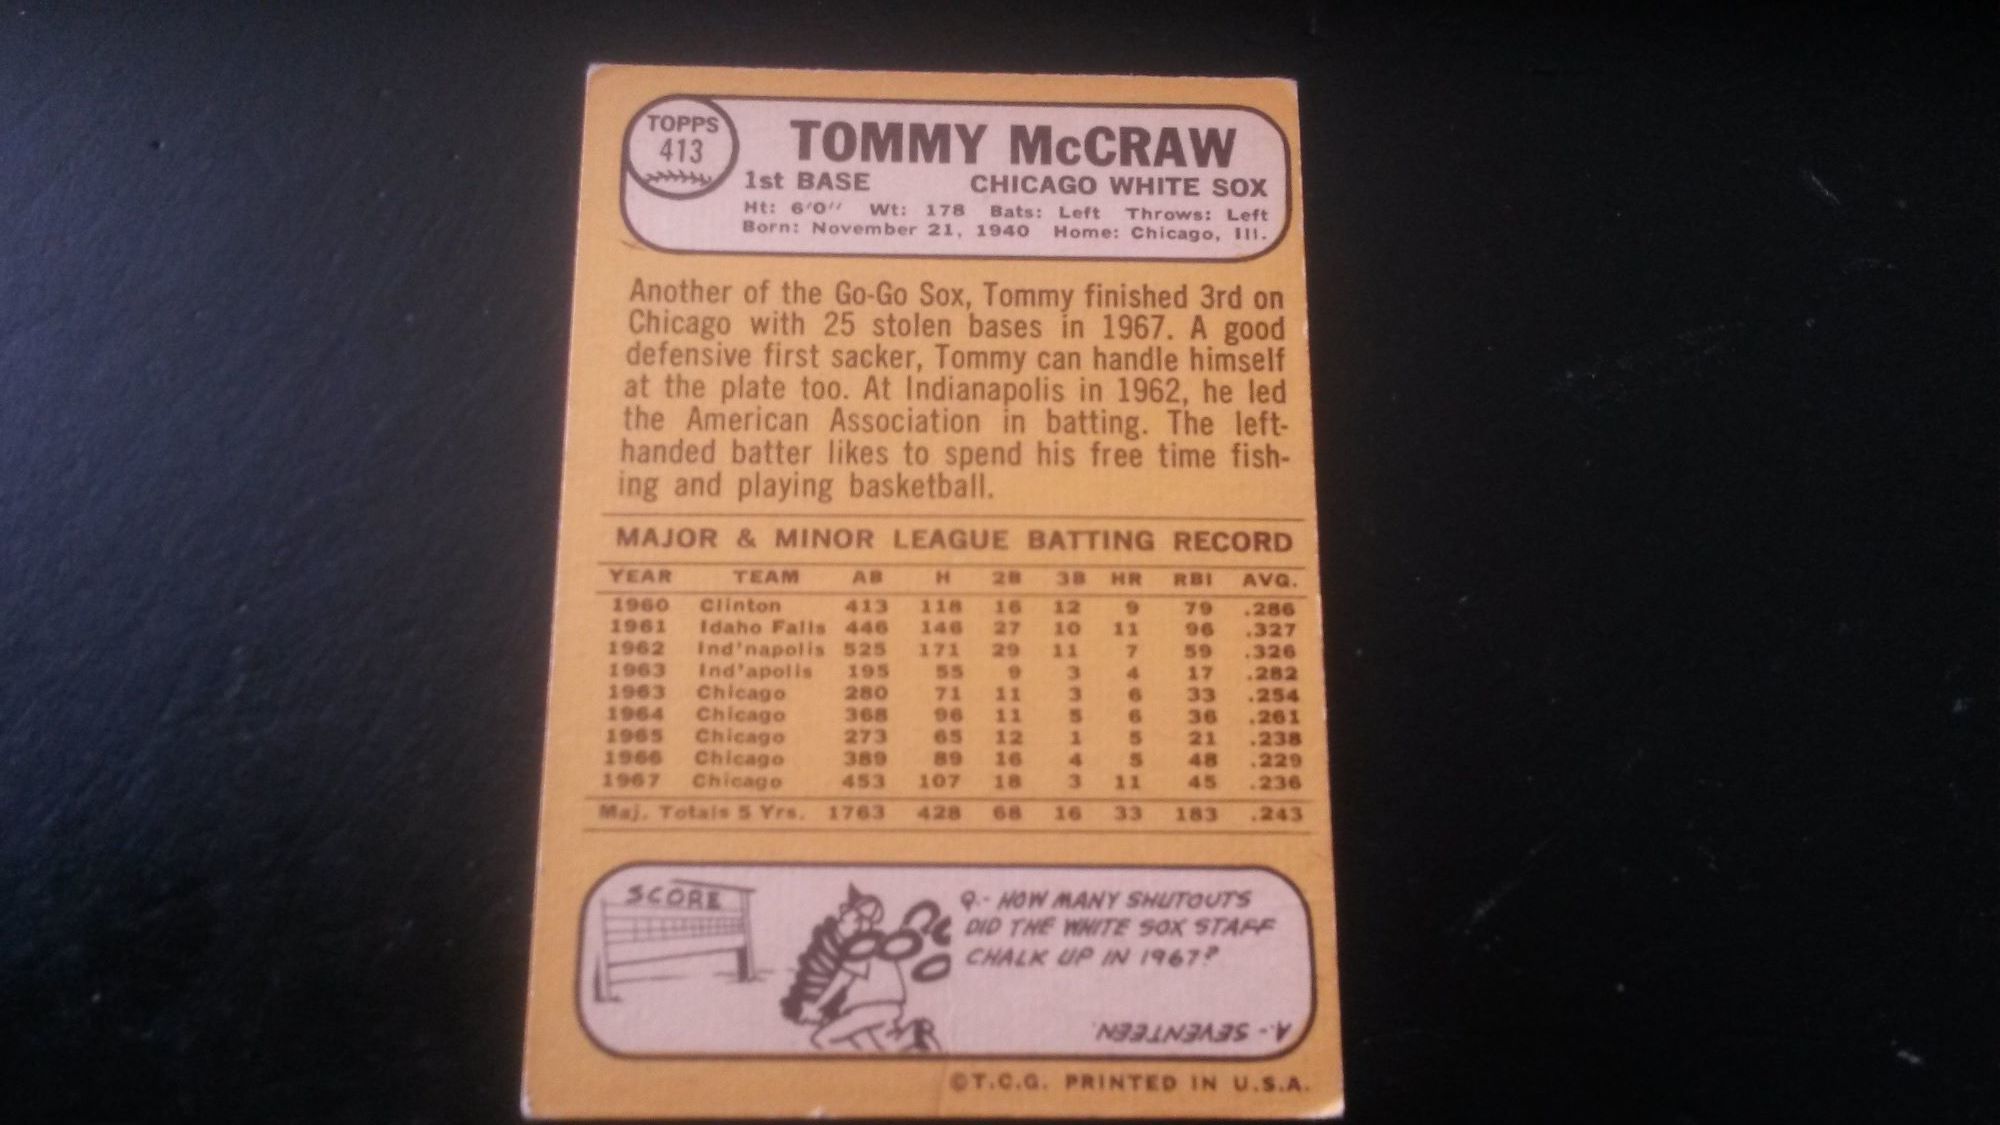 TOPPS
413
TOMMY McCRAW
1st BASE CHICAGO WHITE SOX
Ht: 6'0" Wt: 178 Bats: Left Throws: Left
Born: November 21, 1940 Home: Chicago, Ill.
Another of the Go-Go Sox, Tommy finished 3rd on
Chicago with 25 stolen bases in 1967. A good
defensive first sacker, Tommy can handle himself
at the plate too. At Indianapolis in 1962, he led
the American Association in batting. The left-
handed batter likes to spend his free time fish-
ing and playing basketball.
MAJOR & MINOR LEAGUE BATTING RECORD
YEAR TEAM AB H 2B 3B HR RBI AVG.
1960 Clinton 413 118 16 12 9 79 .286
1961 Idaho Falls 446 146 27 10 11 96 .327
1962 Ind'napolis 525 171 29 11 7 59 .326
1963 Ind'apolis 195 55 9 3 4 17 .282
1963 Chicago 280 71 11 3 6 33 .254
1964 Chicago 368 96 11 5 6 36 .261
1965 Chicago 273 65 12 1 5 21 .238
1966 Chicago 389 89 16 4 5 48 .229
1967 Chicago 453 107 18 3 11 45 .236
Maj. Totals 5 Yrs. 1763 428 68 16 33 183 .243
SCORE
Q.- HOW MANY SHUTOUTS
DID THE WHITE SOX STAFF
CHALK UP IN 1967?
A.- SEVENTEEN.
©T.C.G. PRINTED IN U.S.A.